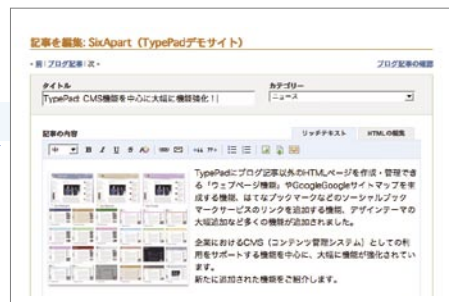 記事を編集: SixApart（TypePadデモサイト）
« 前 | ブログ記事 | 次 »
ブログ記事の確認
タイトル
カテゴリー
TypePad CMS機能を中心に大幅に機能強化！
ニュース
記事の内容
リッチテキスト
HTMLの編集
中
B I U S
TypePadにブログ記事以外のHTMLページを作成・管理でき
る「ウェブページ機能」やGoogleGoogleサイトマップを生
成する機能、はてなブックマークなどのソーシャルブック
マークサービスのリンクを追加する機能、デザインテーマの
大幅追加など多くの機能が追加されました。
企業におけるCMS（コンテンツ管理システム）としての利
用をサポートする機能を中心に、大幅に機能が強化されてい
ます。
新たに追加された機能をご紹介します。